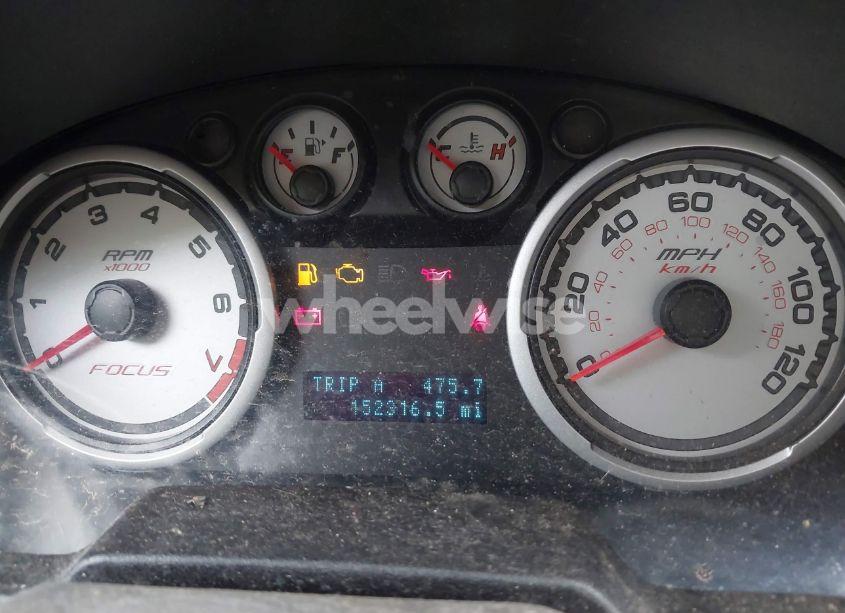 E F
C H
1 2 3 4 5 6 7
RPM
x1000
0
FOCUS
wheelwise
0 20 40 60 80 100 120
MPH
km/h
0 20 40 60 80 100 120 140 160 180
TRIP A 475.7
152316.5 mi